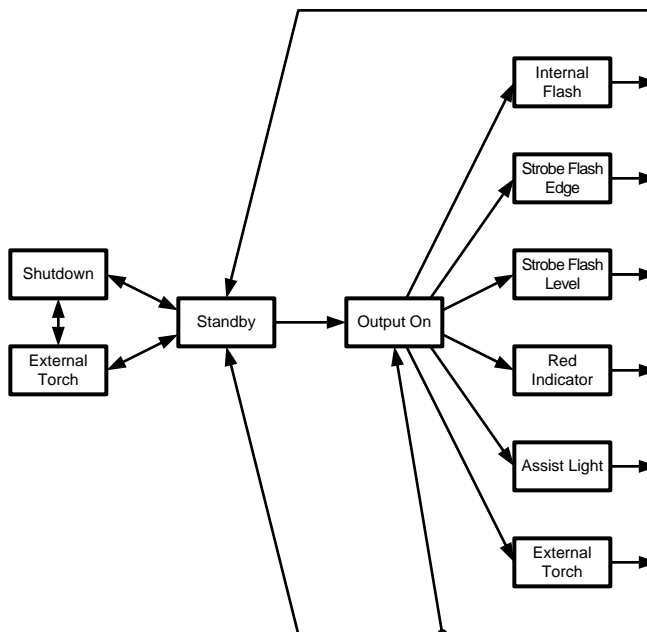 Internal
Flash
Strobe Flash
Edge
Shutdown
Strobe Flash
Level
Standby
Output On
External
Torch
Red
Indicator
Assist Light
External
Torch